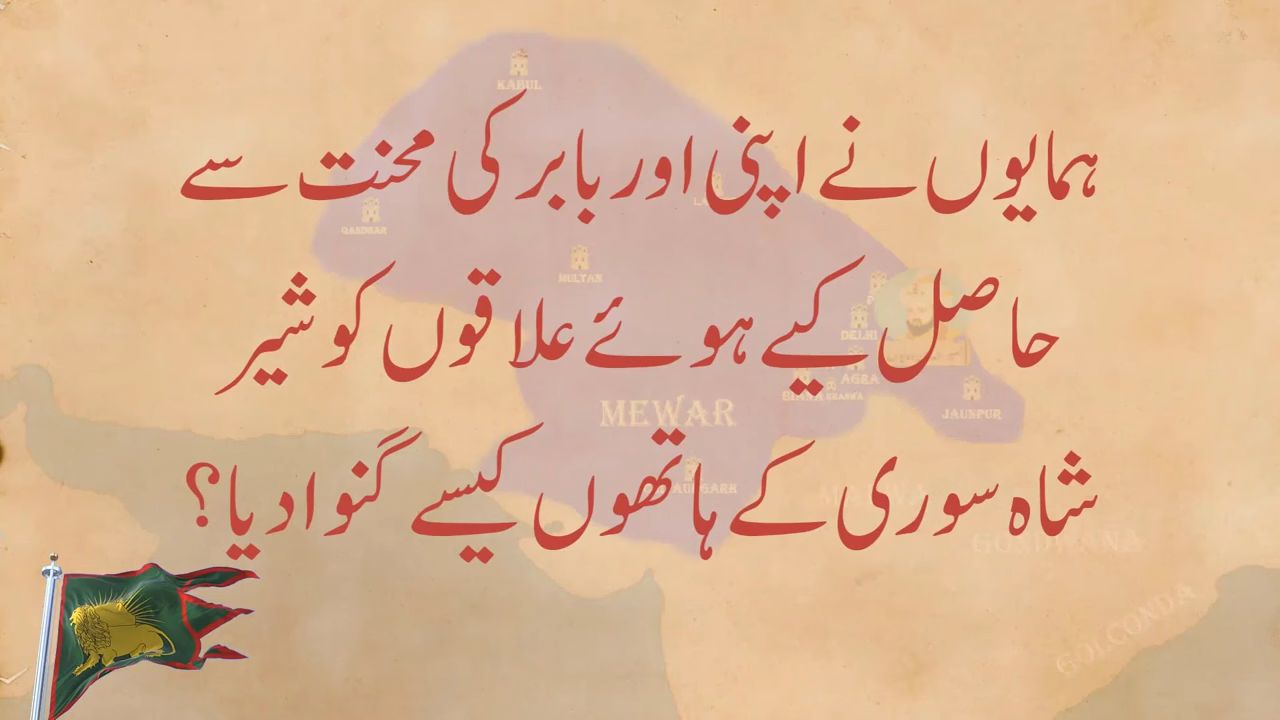 KABUL
ہمایوں نے اپنی اور بابر کی محنت سے
QANDHAR
MULTAN
حاصل کیے ہوئے علاقوں کو شیر
DELHI
AGRA
JAUNPUR
MEWAR
شاہ سوری کے ہاتھوں کیسے گنوا دیا؟
GONDWANA
GOLCONDA